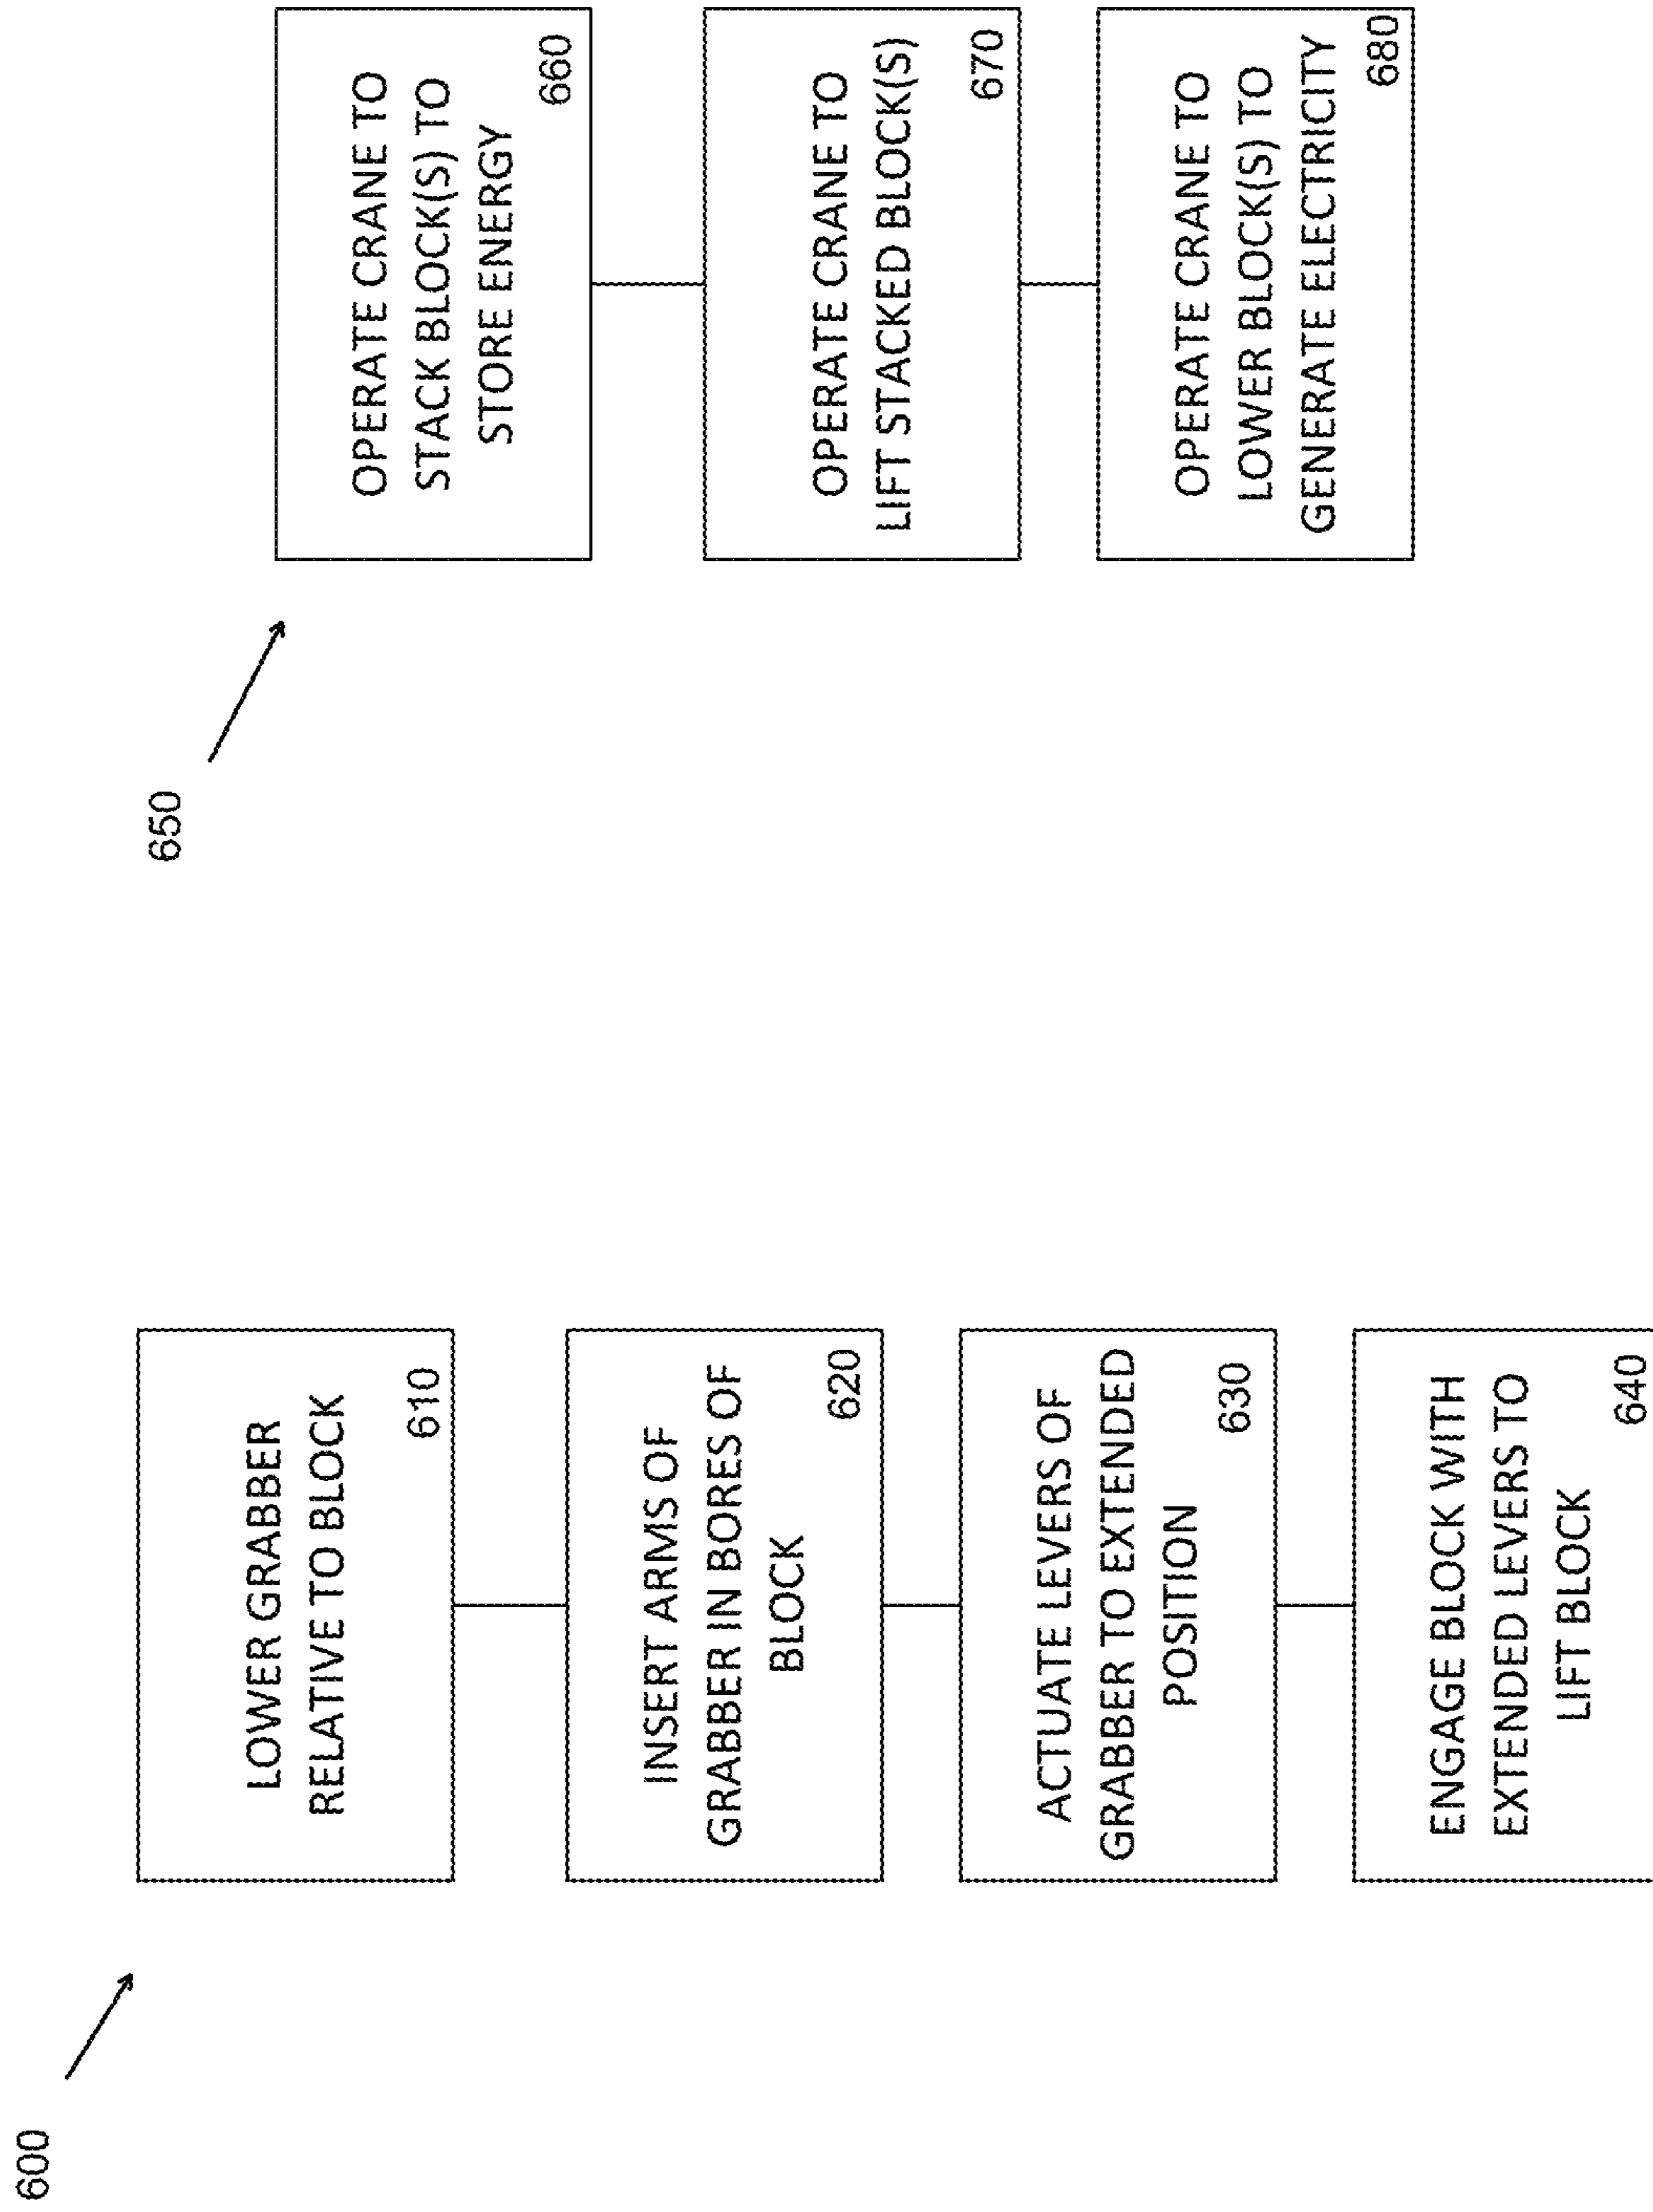 600
LOWER GRABBER
RELATIVE TO BLOCK
610
INSERT ARMS OF
GRABBER IN BORES OF
BLOCK
620
ACTUATE LEVERS OF
GRABBER TO EXTENDED
POSITION
630
ENGAGE BLOCK WITH
EXTENDED LEVERS TO
LIFT BLOCK
640
650
OPERATE CRANE TO
STACK BLOCK(S) TO
STORE ENERGY
660
OPERATE CRANE TO
LIFT STACKED BLOCK(S)
670
OPERATE CRANE TO
LOWER BLOCK(S) TO
GENERATE ELECTRICITY
680